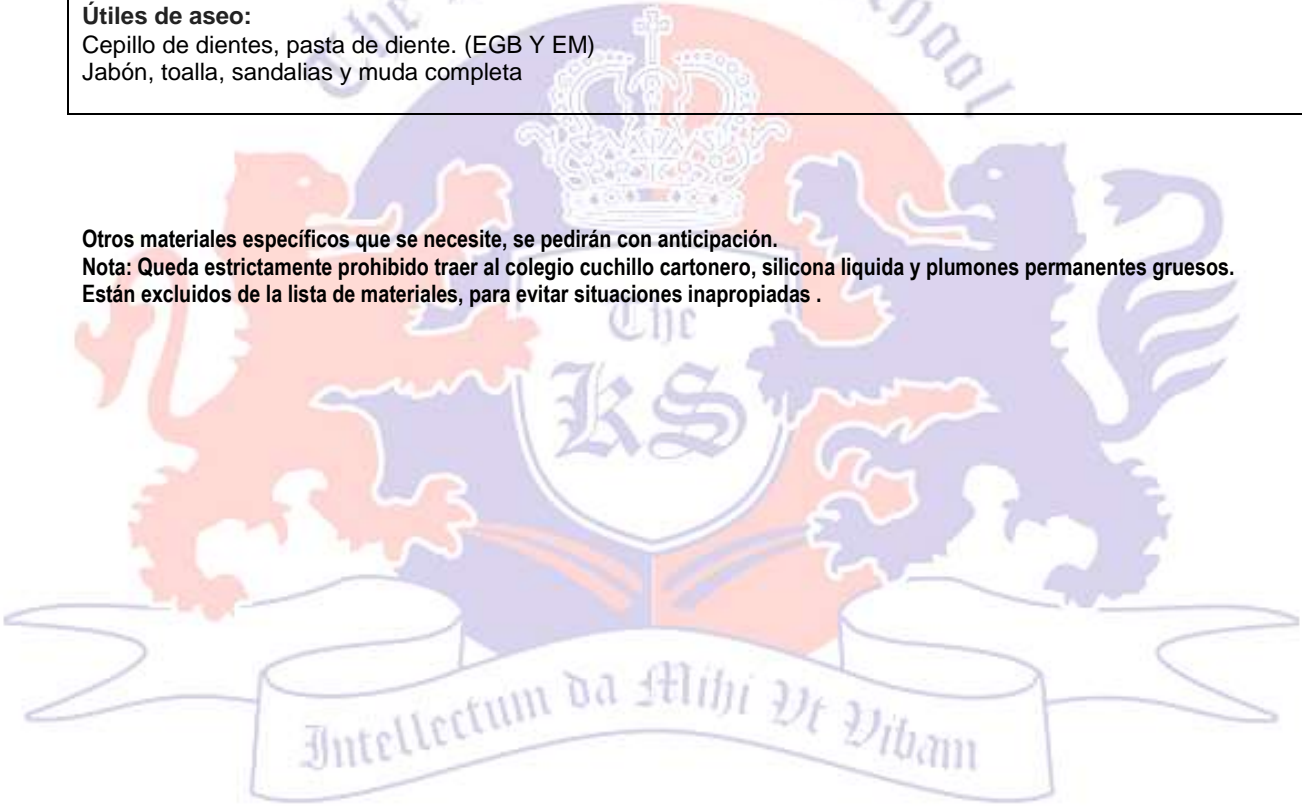 The School
Útiles de aseo:
Cepillo de dientes, pasta de diente. (EGB Y EM)
Jabón, toalla, sandalias y muda completa
Otros materiales específicos que se necesite, se pedirán con anticipación.
Nota: Queda estrictamente prohibido traer al colegio cuchillo cartonero, silicona liquida y plumones permanentes gruesos.
Están excluidos de la lista de materiales, para evitar situaciones inapropiadas .
The
KS
Intellectum da Mihi Vt Vibam